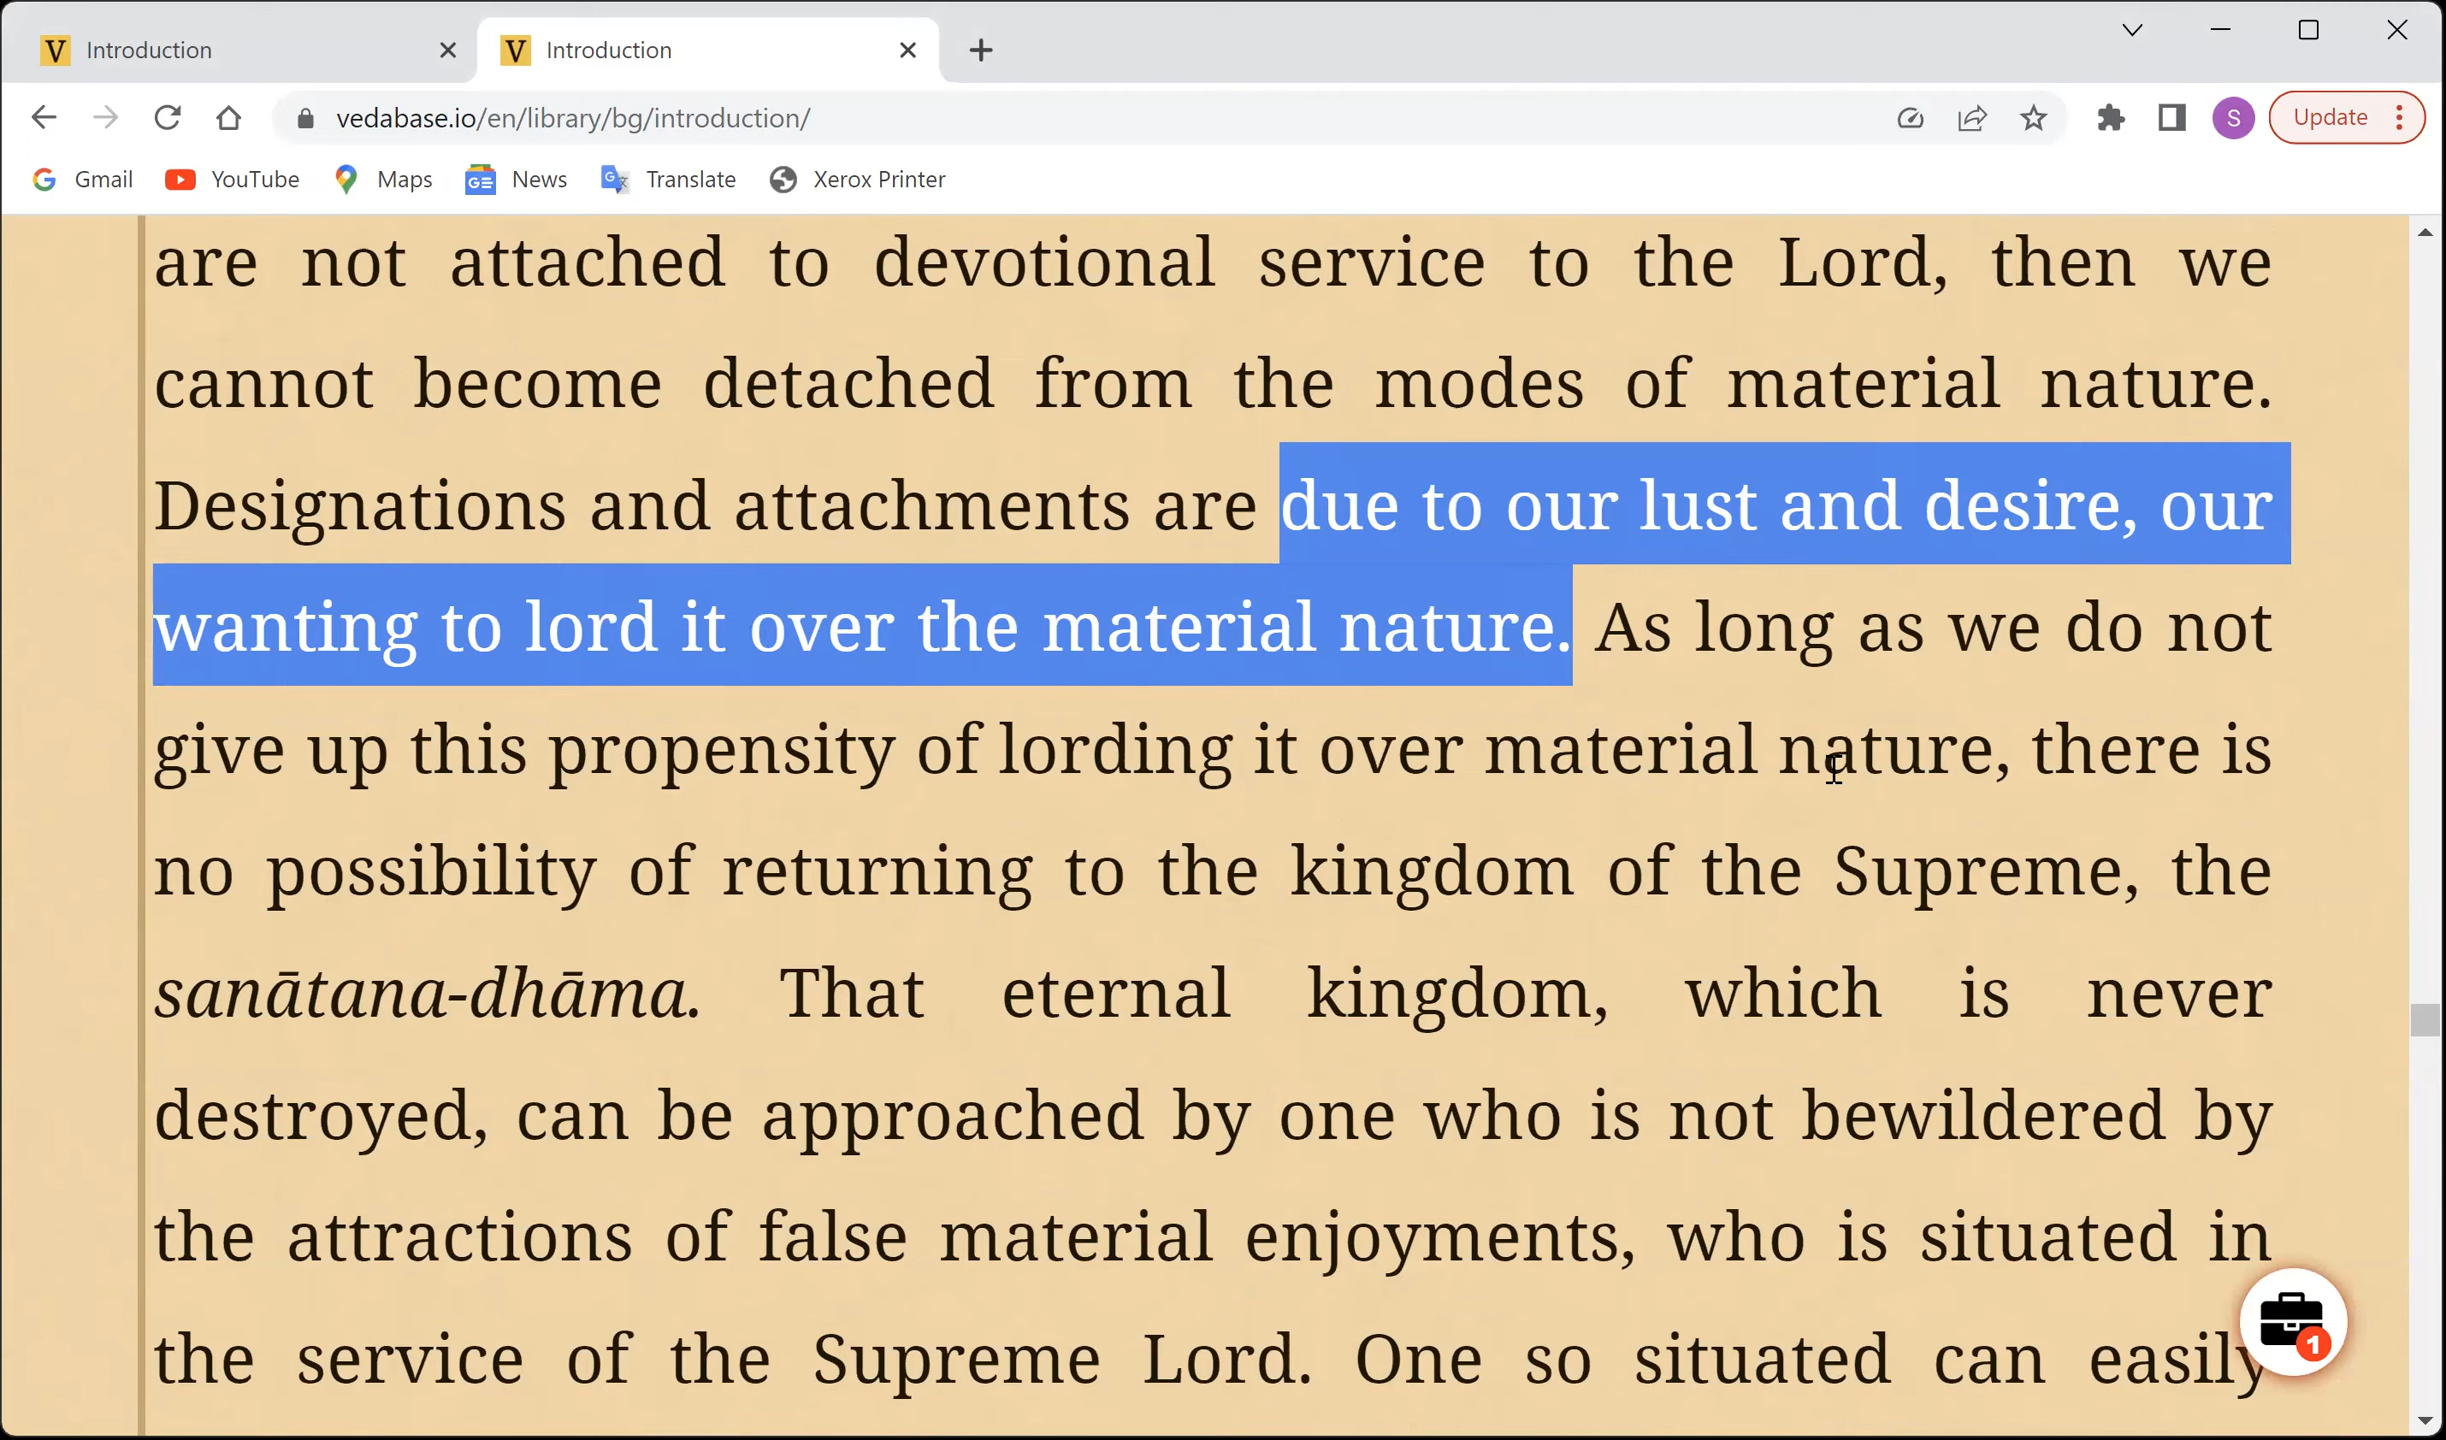 Introduction
Introduction
vedabase.io/en/library/bg/introduction/
S
Update
Gmail
YouTube
Maps
News
Translate
Xerox Printer
are not attached to devotional service to the Lord, then we
cannot become detached from the modes of material nature.
Designations and attachments are due to our lust and desire, our
wanting to lord it over the material nature. As long as we do not
give up this propensity of lording it over material nature, there is
no possibility of returning to the kingdom of the Supreme, the
sanātana-dhāma. That eternal kingdom, which is never
destroyed, can be approached by one who is not bewildered by
the attractions of false material enjoyments, who is situated in
the service of the Supreme Lord. One so situated can easily
1